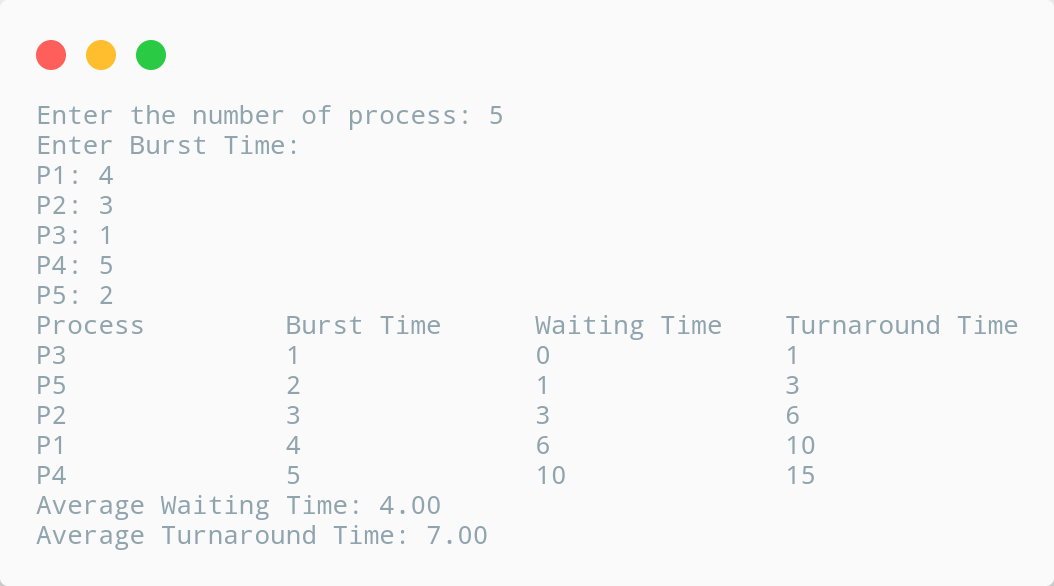 Enter the number of process: 5
Enter Burst Time:
P1: 4
P2: 3
P3: 1
P4: 5
P5: 2
Process Burst Time Waiting Time Turnaround Time
P3 1 0 1
P5 2 1 3
P2 3 3 6
P1 4 6 10
P4 5 10 15
Average Waiting Time: 4.00
Average Turnaround Time: 7.00